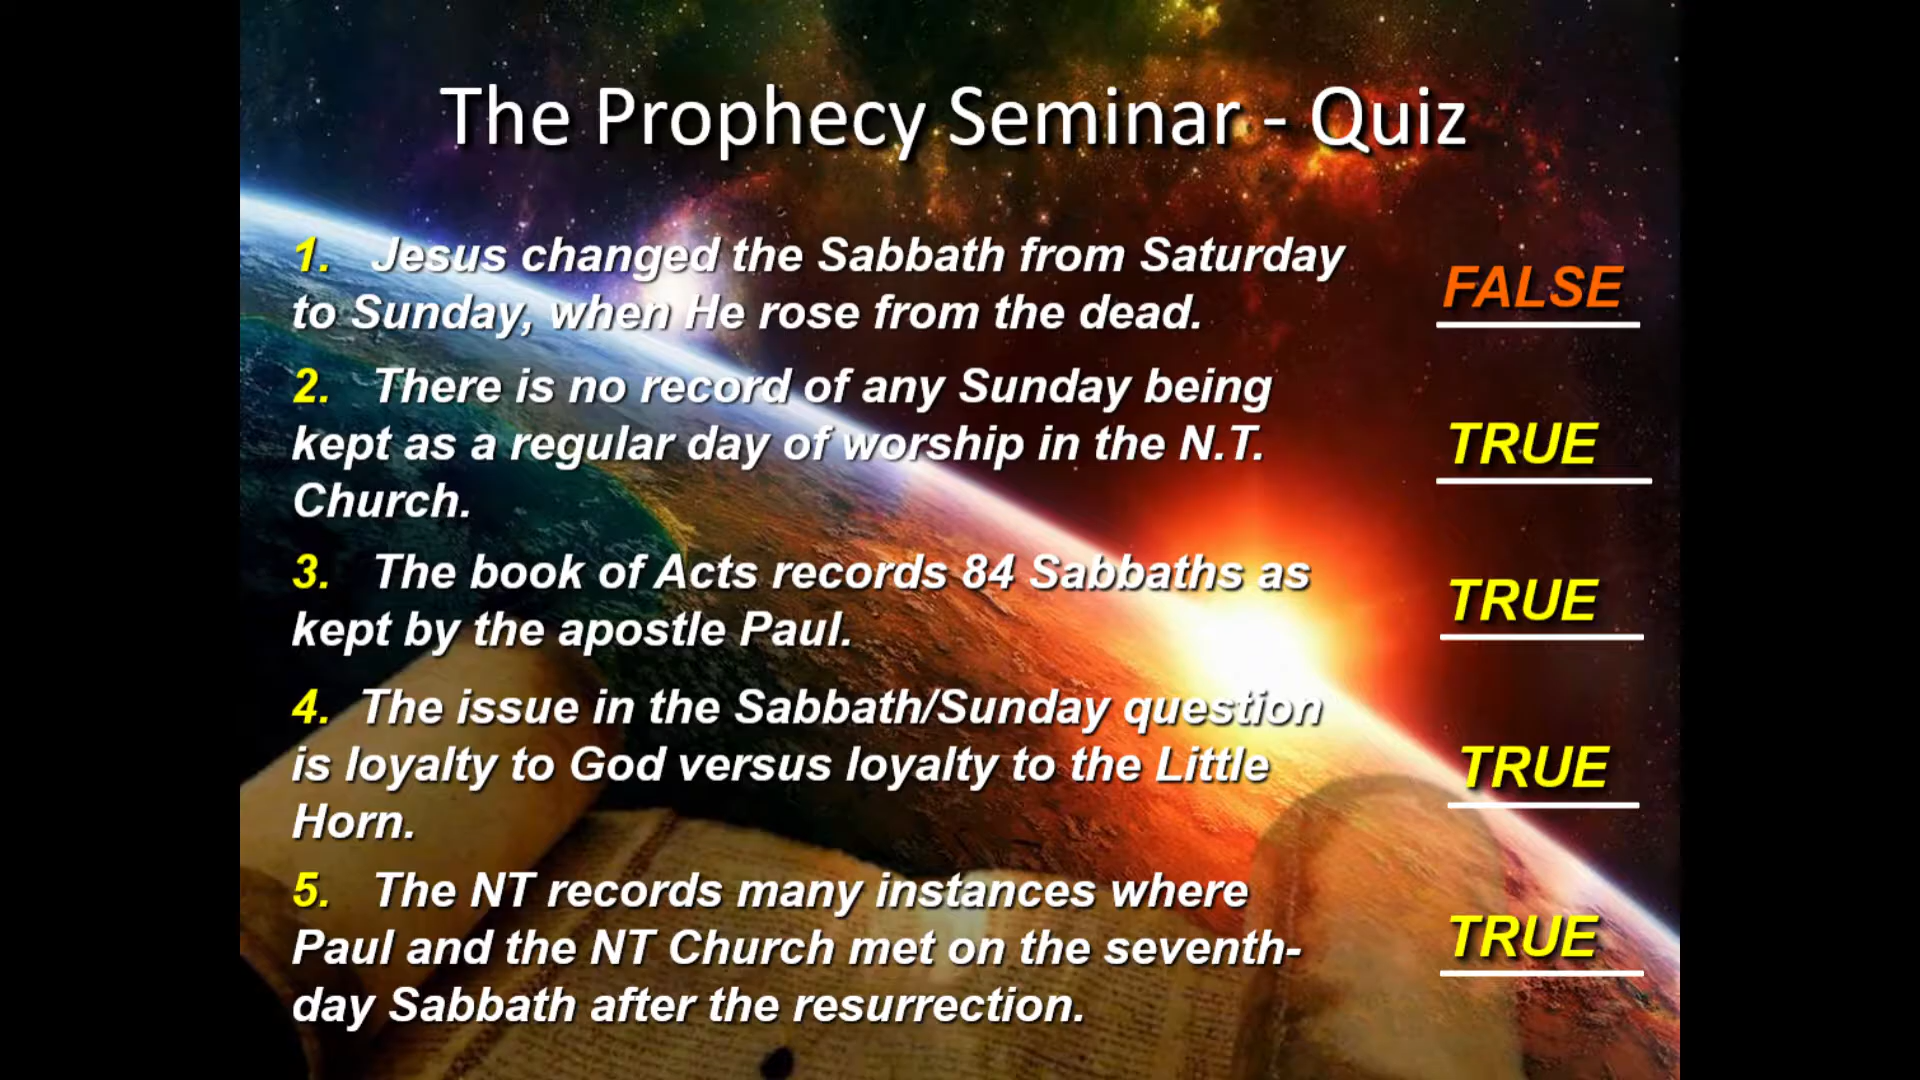 The Prophecy Seminar - Quiz
1. Jesus changed the Sabbath from Saturday
to Sunday, when He rose from the dead.
FALSE
2. There is no record of any Sunday being
kept as a regular day of worship in the N.T.
Church.
TRUE
3. The book of Acts records 84 Sabbaths as
kept by the apostle Paul.
TRUE
4. The issue in the Sabbath/Sunday question
is loyalty to God versus loyalty to the Little
Horn.
TRUE
5. The NT records many instances where
Paul and the NT Church met on the seventh-
day Sabbath after the resurrection.
TRUE